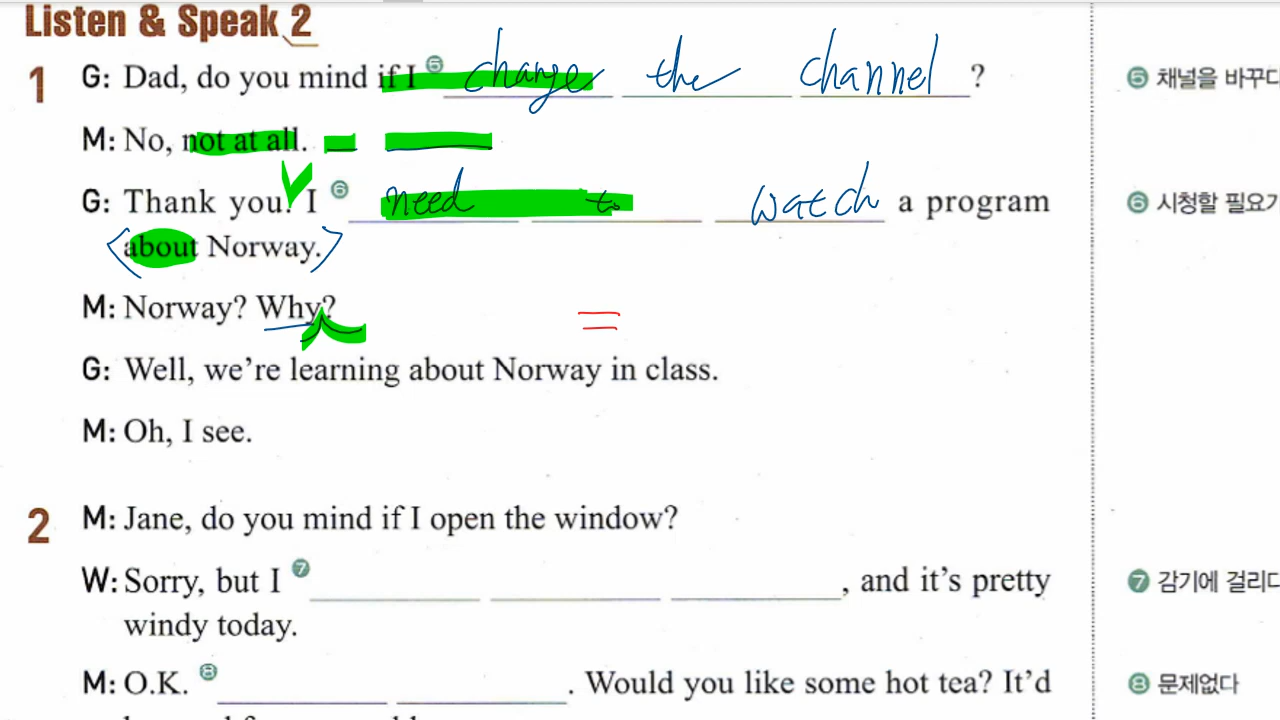 Listen & Speak 2
1 G: Dad, do you mind if I ⑤ change the channel ? ⑤ 채널을 바꾸다
M: No, not at all.
G: Thank you. I ⑥ need to watch a program ⑥ 시청할 필요가
about Norway.
M: Norway? Why?
G: Well, we're learning about Norway in class.
M: Oh, I see.
2 M: Jane, do you mind if I open the window?
W: Sorry, but I ⑦ , and it's pretty ⑦ 감기에 걸리다
windy today.
M: O.K. ⑧ . Would you like some hot tea? It'd ⑧ 문제없다